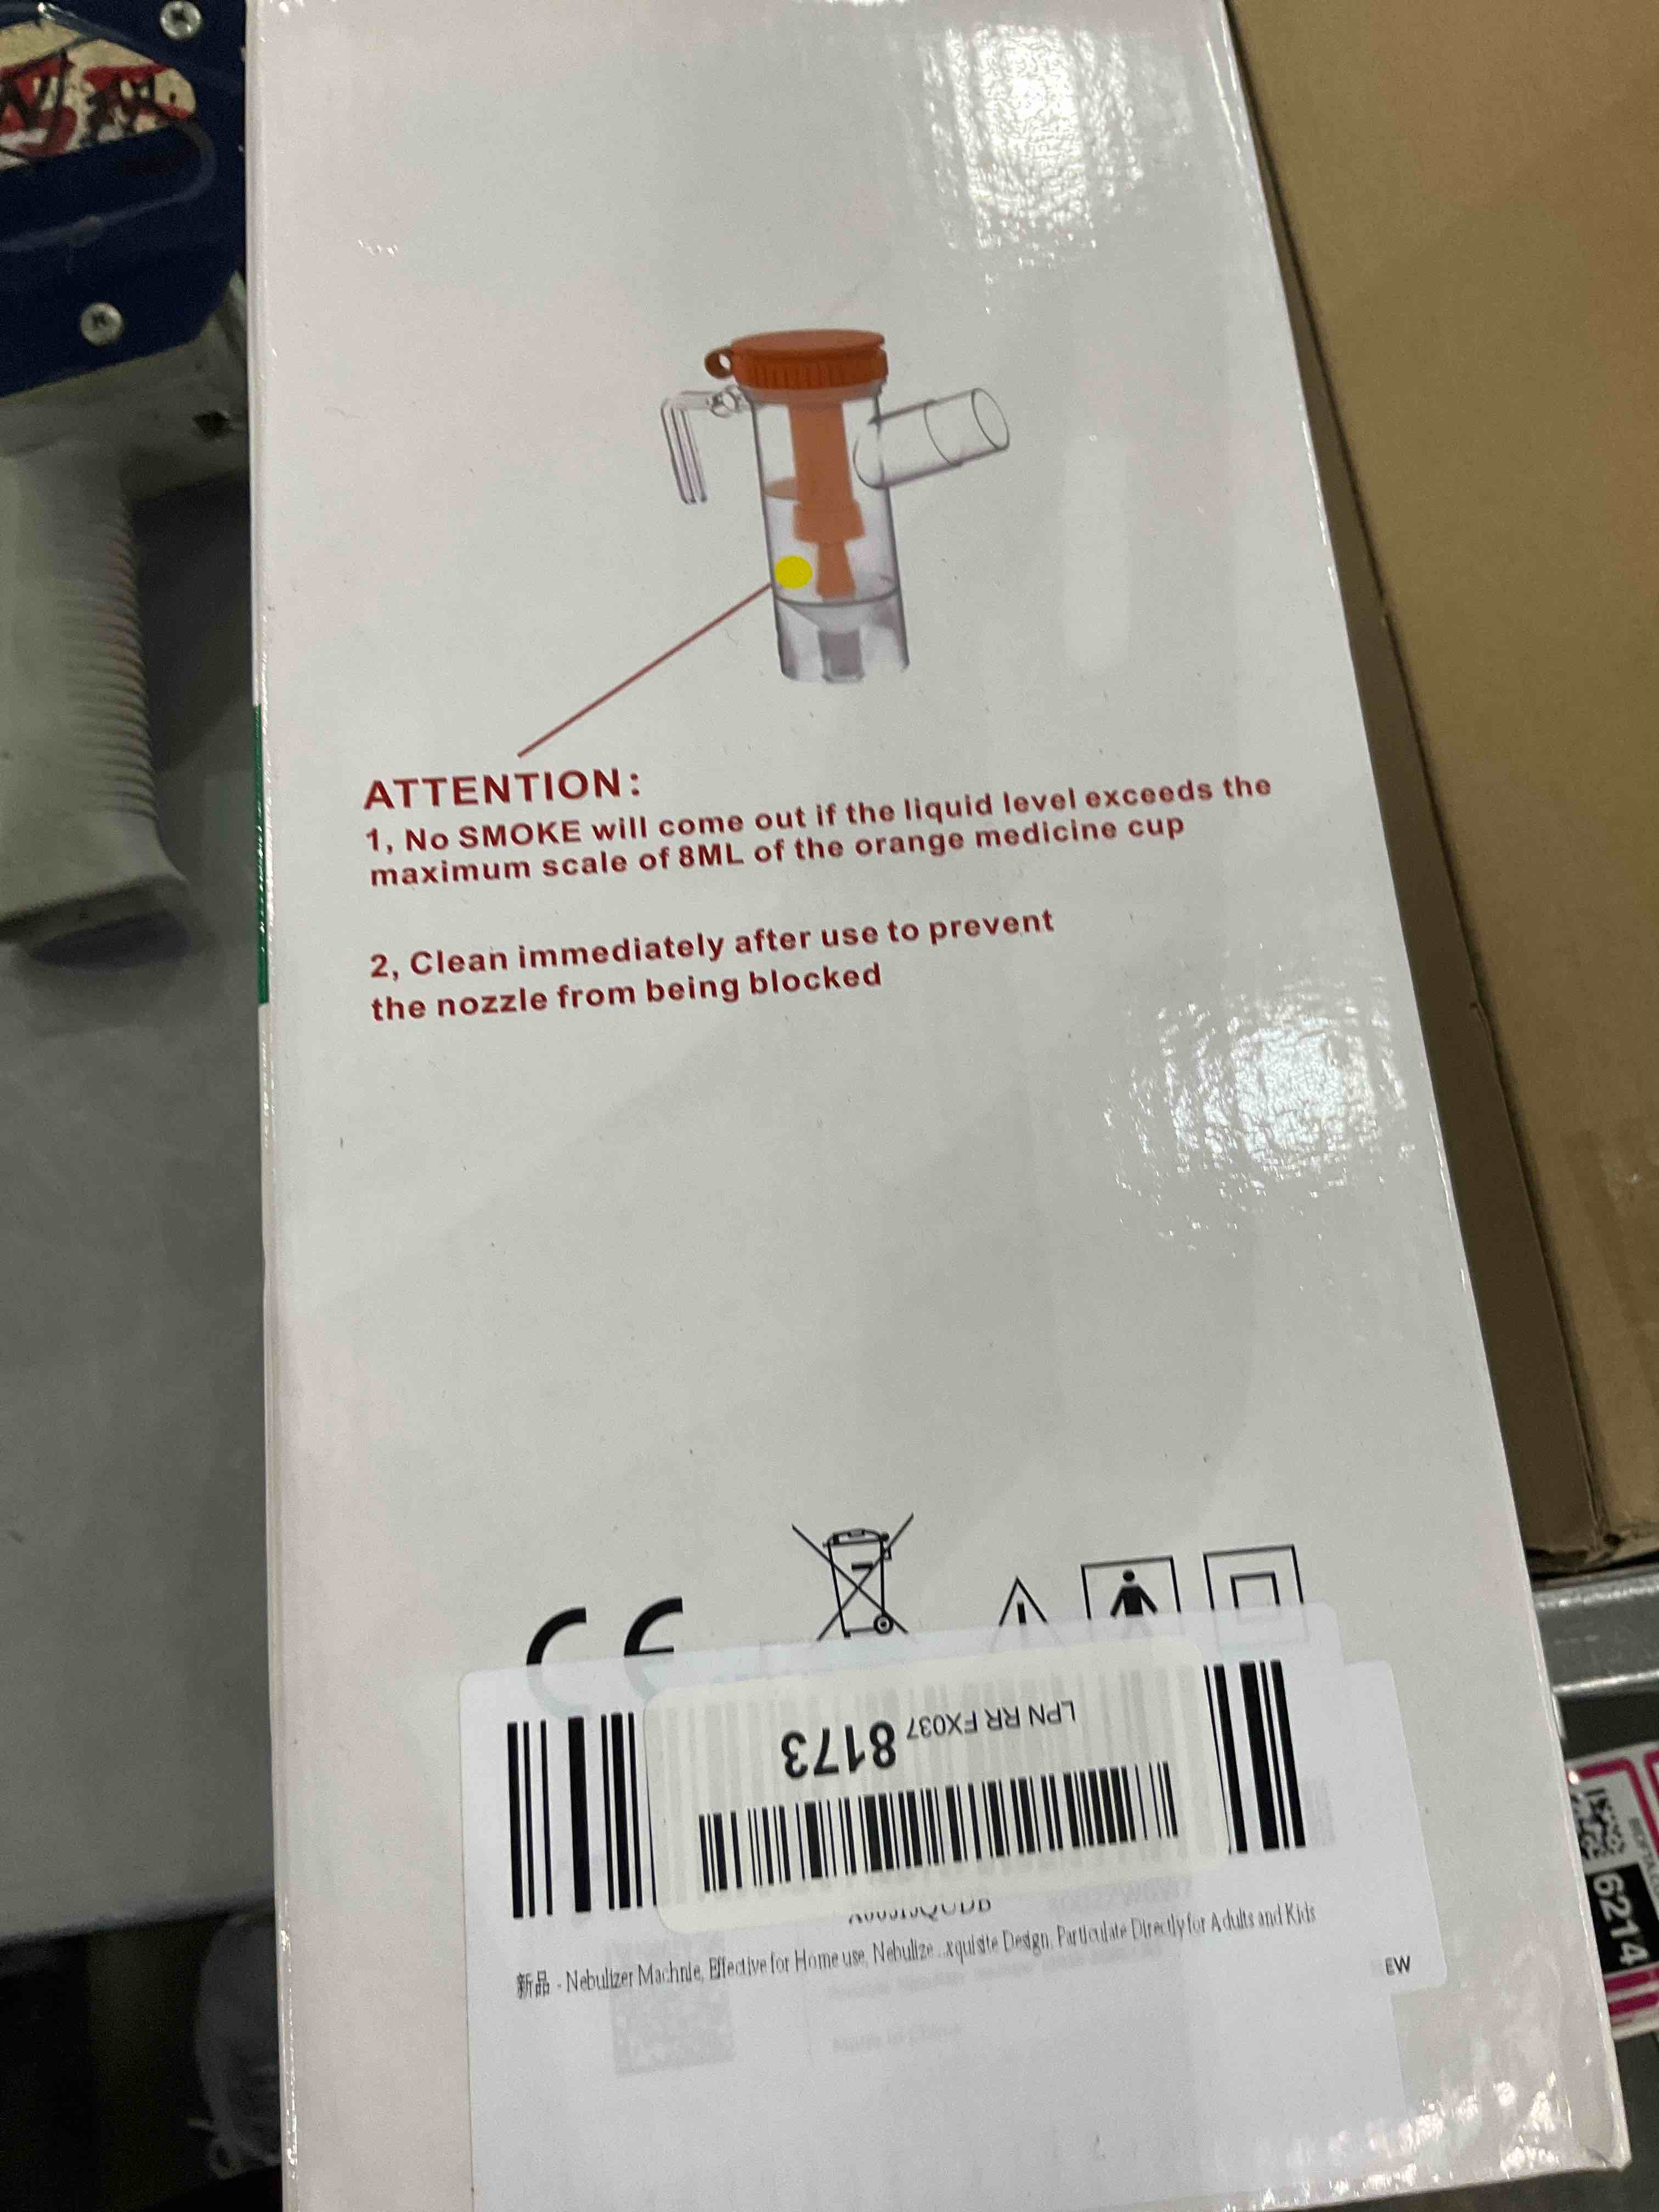 ATTENTION:
1, No SMOKE will come out if the liquid level exceeds the
maximum scale of 8ML of the orange medicine cup
2, Clean immediately after use to prevent
the nozzle from being blocked
CE
LPN RR FX037 8173
新品 - Nebulizer Machnie, Effective for Home use, Nebulize...xquisite Design, Particulate Directly for Adults and Kids
EW
6214